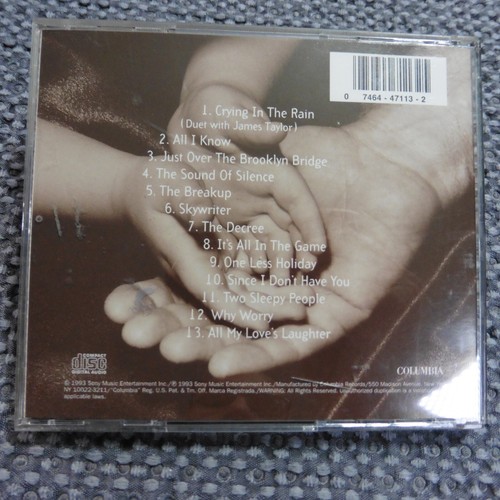 0 7464-47113-2
1. Crying In The Rain
(Duet with James Taylor)
2. All I Know
3. Just Over The Brooklyn Bridge
4. The Sound Of Silence
5. The Breakup
6. Skywriter
7. The Decree
8. It's All In The Game
9. One Less Holiday
10. Since I Don't Have You
11. Two Sleepy People
12. Why Worry
13. All My Love's Laughter
COMPACT
disc
DIGITAL AUDIO
COLUMBIA
© 1993 Sony Music Entertainment Inc./℗ 1993 Sony Music Entertainment Inc./Manufactured by Columbia Records/550 Madison Avenue, New
NY 10022-3211/ "Columbia" Reg. U.S. Pat. & Tm. Off. Marca Registrada./WARNING: All Rights Reserved. Unauthorized duplication is a
applicable laws.